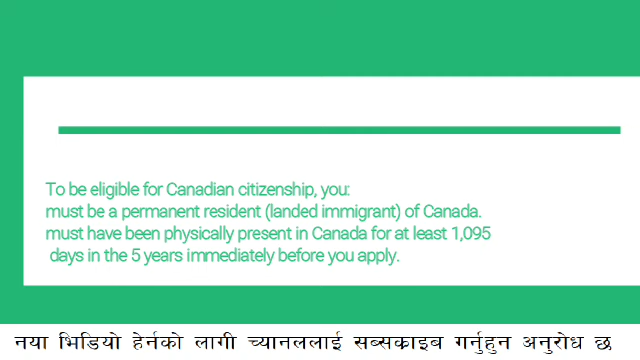 To be eligible for Canadian citizenship, you:
must be a permanent resident (landed immigrant) of Canada.
must have been physically present in Canada for at least 1,095
days in the 5 years immediately before you apply.
नया भिडियो हेर्नको लागी च्यानललाई सब्सक्राइब गर्नुहुन अनुरोध छ